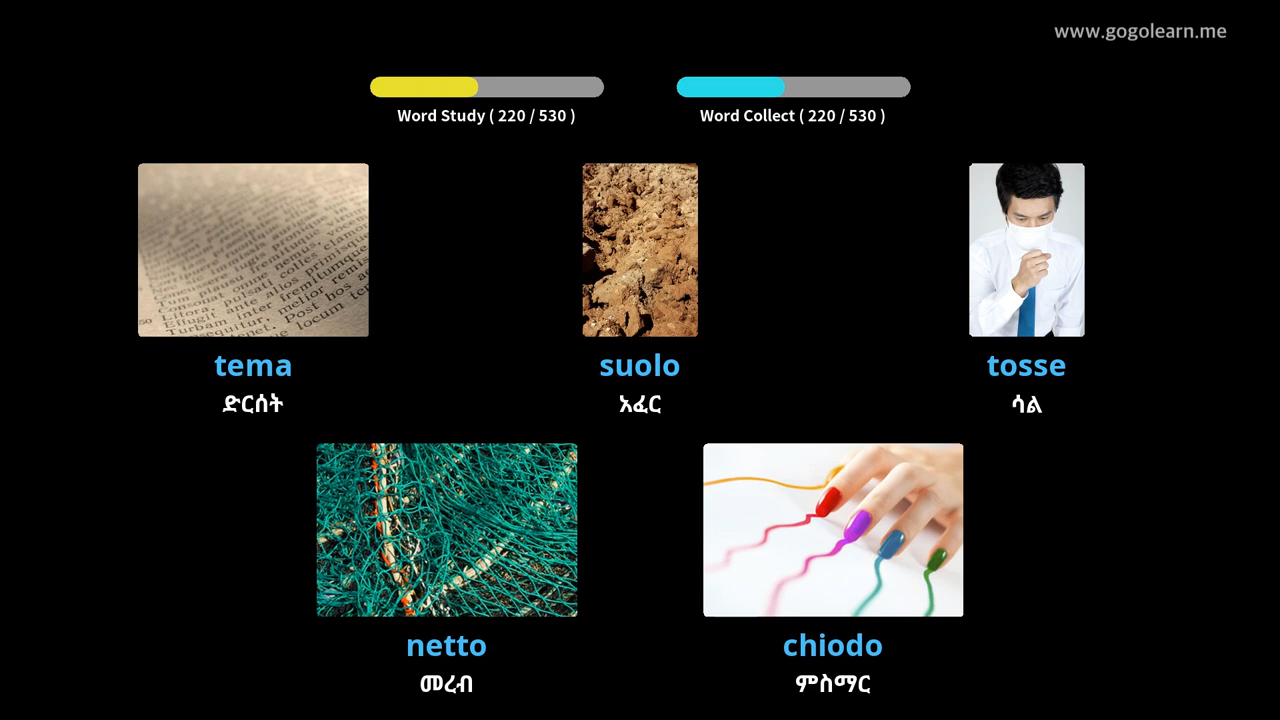 www.gogolearn.me
Word Study ( 220 / 530 )
Word Collect ( 220 / 530 )
tema
ድርሰት
suolo
አፈር
tosse
ሳል
netto
መረብ
chiodo
ምስማር